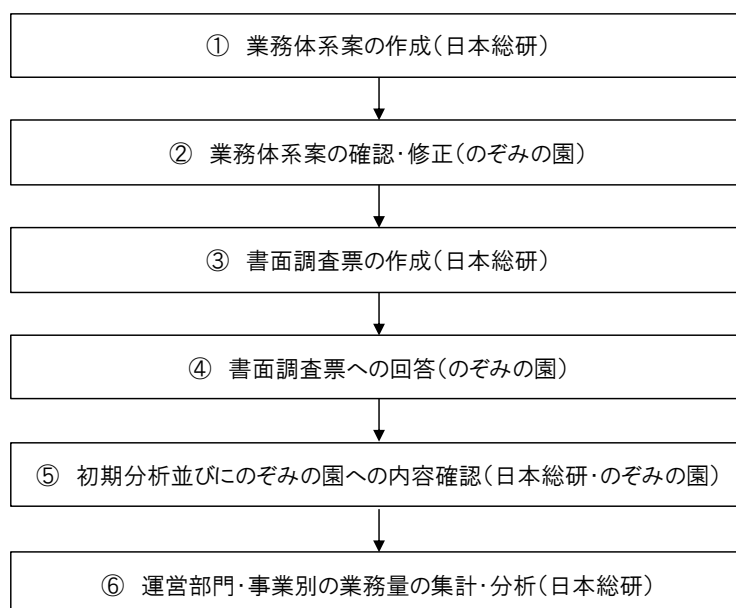 ① 業務体系案の作成(日本総研)
② 業務体系案の確認・修正(のぞみの園)
③ 書面調査票の作成(日本総研)
④ 書面調査票への回答(のぞみの園)
⑤ 初期分析並びにのぞみの園への内容確認(日本総研・のぞみの園)
⑥ 運営部門・事業別の業務量の集計・分析(日本総研)